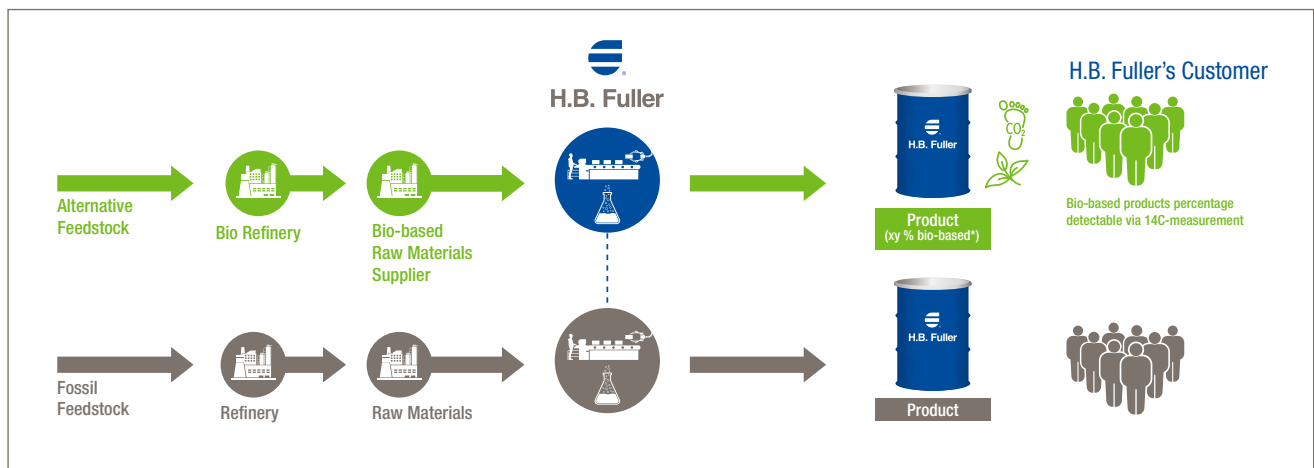 H.B. Fuller
H.B. Fuller's Customer
CO2
H.B. Fuller
Alternative
Feedstock
Bio Refinery
Bio-based
Raw Materials
Supplier
Product
(xy % bio-based*)
Bio-based products percentage
detectable via 14C-measurement
H.B. Fuller
Fossil
Feedstock
Refinery
Raw Materials
Product